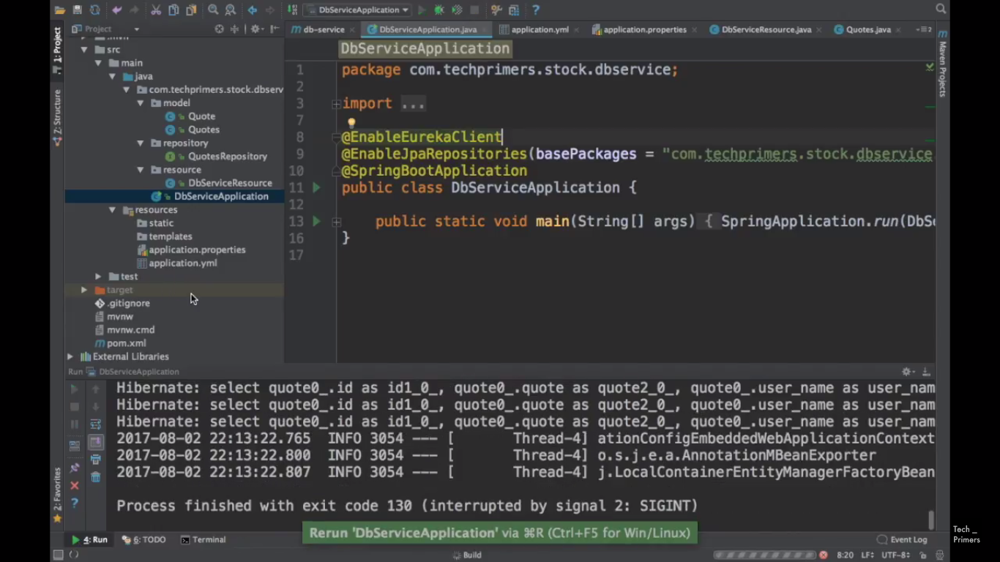 DbServiceApplication
Project
db-service
DbServiceApplication.java
application.yml
application.properties
DbServiceResource.java
Quotes.java
1: Project
Z: Structure
2: Favorites
Maven Projects
src
main
java
com.techprimers.stock.dbserv
model
Quote
Quotes
repository
QuotesRepository
resource
DbServiceResource
DbServiceApplication
resources
static
templates
application.properties
application.yml
test
target
.gitignore
mvnw
mvnw.cmd
pom.xml
External Libraries
DbServiceApplication
1 package com.techprimers.stock.dbservice;
2
3 import ...
7
8 @EnableEurekaClient
9 @EnableJpaRepositories(basePackages = "com.techprimers.stock.dbservice
10 @SpringBootApplication
11 public class DbServiceApplication {
12
13 public static void main(String[] args) { SpringApplication.run(DbS
16 }
17
Run DbServiceApplication
Hibernate: select quote0_.id as id1_0_, quote0_.quote as quote2_0_, quote0_.user_name as user_nam
Hibernate: select quote0_.id as id1_0_, quote0_.quote as quote2_0_, quote0_.user_name as user_nam
Hibernate: select quote0_.id as id1_0_, quote0_.quote as quote2_0_, quote0_.user_name as user_nam
2017-08-02 22:13:22.765 INFO 3054 --- [ Thread-4] ationConfigEmbeddedWebApplicationContext
2017-08-02 22:13:22.800 INFO 3054 --- [ Thread-4] o.s.j.e.a.AnnotationMBeanExporter
2017-08-02 22:13:22.807 INFO 3054 --- [ Thread-4] j.LocalContainerEntityManagerFactoryBean
Process finished with exit code 130 (interrupted by signal 2: SIGINT)
Rerun 'DbServiceApplication' via ⌘R (Ctrl+F5 for Win/Linux)
4: Run
6: TODO
Terminal
Event Log
Build
8:20
LF
UTF-8
Tech _
Primers